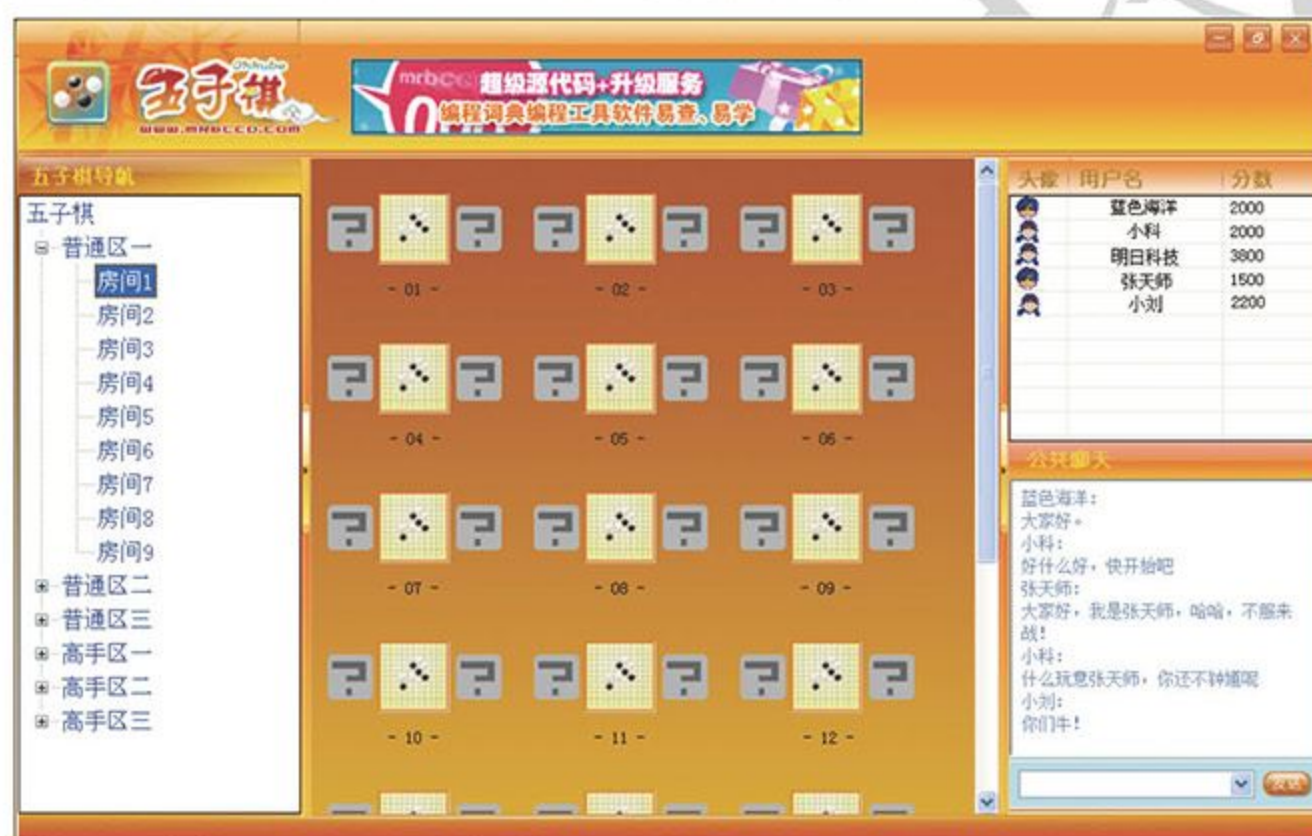 五子棋
WWW.MRBCCD.COM
mrbcc
超级源代码+升级服务
编程词典编程工具软件易查、易学
五子棋导航
五子棋
普通区一
房间1
房间2
房间3
房间4
房间5
房间6
房间7
房间8
房间9
普通区二
普通区三
高手区一
高手区二
高手区三
- 01 -
- 02 -
- 03 -
- 04 -
- 05 -
- 06 -
- 07 -
- 08 -
- 09 -
- 10 -
- 11 -
- 12 -
头像 用户名 分数
蓝色海洋 2000
小科 2000
明日科技 3800
张天师 1500
小刘 2200
公共聊天
蓝色海洋:
大家好。
小科:
好什么好，快开始吧
张天师:
大家好，我是张天师，哈哈，不服来
战!
小科:
什么玩意张天师，你还不钟馗呢
小刘:
你们牛!
发送